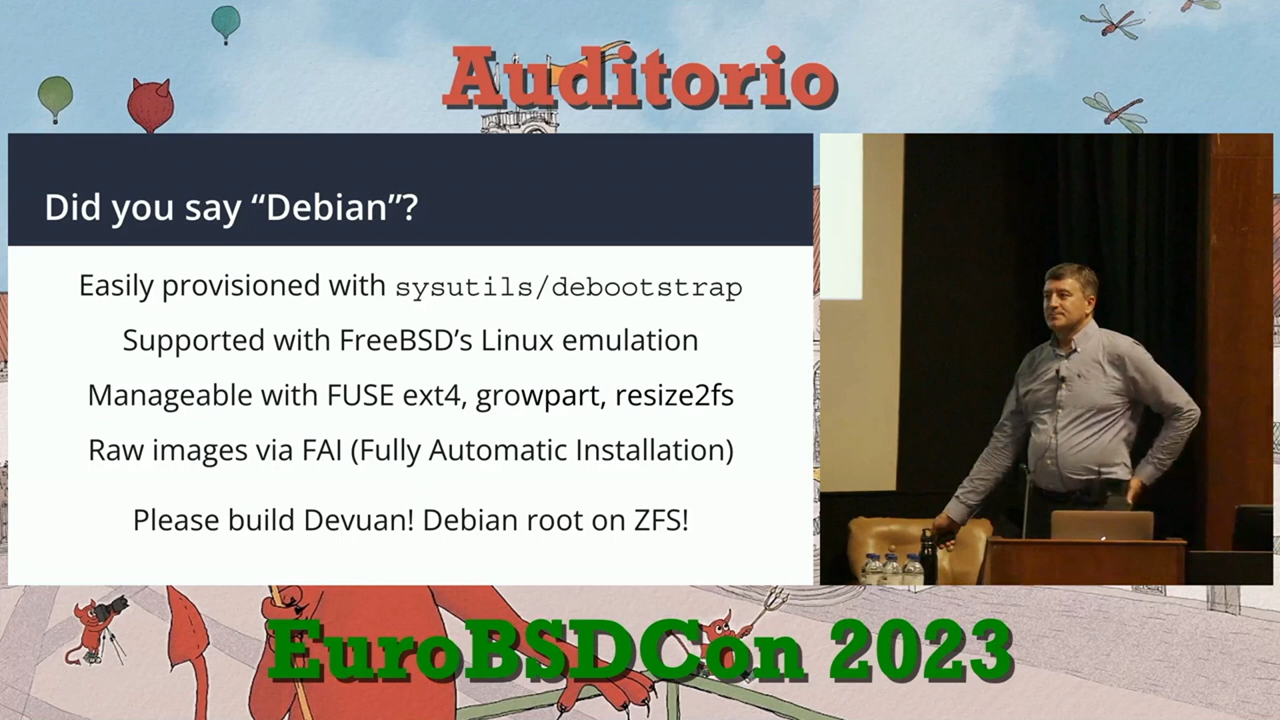 Auditorio
Did you say “Debian”?
Easily provisioned with sysutils/debootstrap
Supported with FreeBSD’s Linux emulation
Manageable with FUSE ext4, growpart, resize2fs
Raw images via FAI (Fully Automatic Installation)
Please build Devuan! Debian root on ZFS!
EuroBSDCon 2023